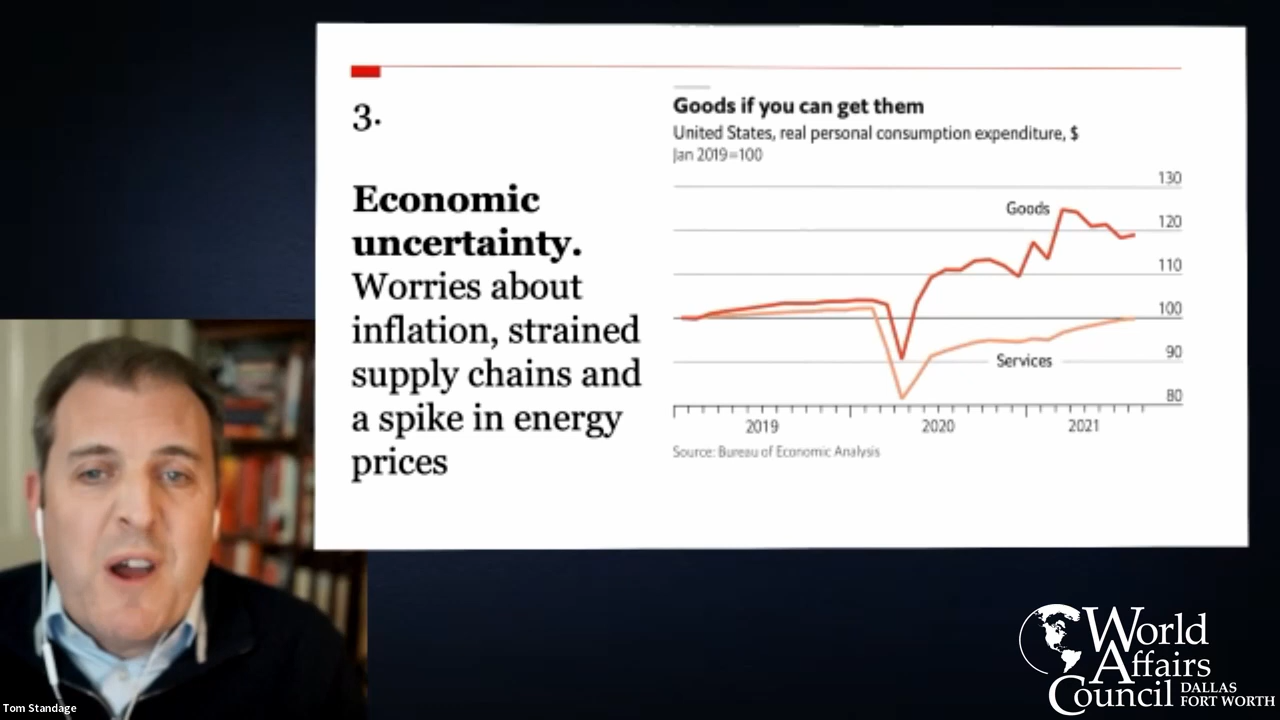 3.
Economic
uncertainty.
Worries about
inflation, strained
supply chains and
a spike in energy
prices
Goods if you can get them
United States, real personal consumption expenditure, $
Jan 2019=100
130
Goods
120
110
100
90
Services
80
2019
2020
2021
Source: Bureau of Economic Analysis
Tom Standage
World
Affairs
Council DALLAS
FORT WORTH